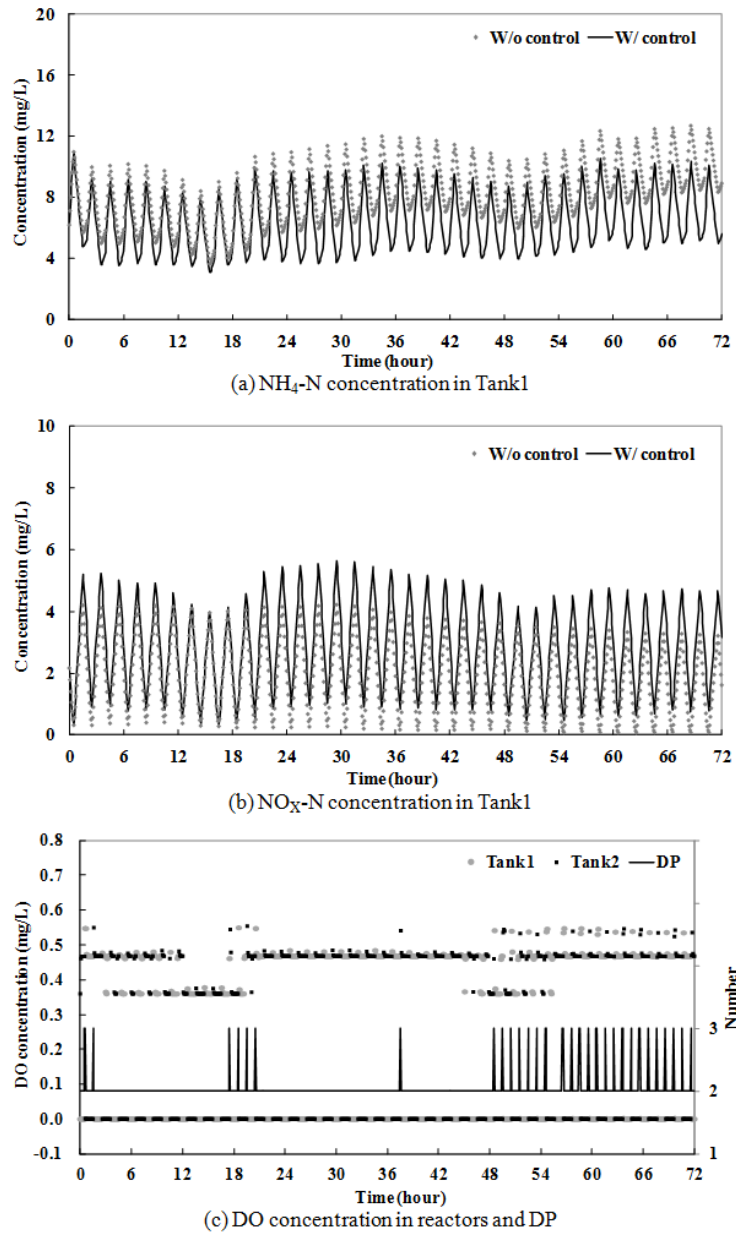 20
16
12
8
4
0
Concentration (mg/L)
W/o control
W/ control
0 6 12 18 24 30 36 42 48 54 60 66 72
Time (hour)
(a) NH4-N concentration in Tank1
10
8
6
4
2
0
Concentration (mg/L)
W/o control
W/ control
0 6 12 18 24 30 36 42 48 54 60 66 72
Time (hour)
(b) NOX-N concentration in Tank1
0.8
0.7
0.6
0.5
0.4
0.3
0.2
0.1
0.0
-0.1
DO concentration (mg/L)
Tank1
Tank2
DP
3
2
1
Number
0 6 12 18 24 30 36 42 48 54 60 66 72
Time (hour)
(c) DO concentration in reactors and DP